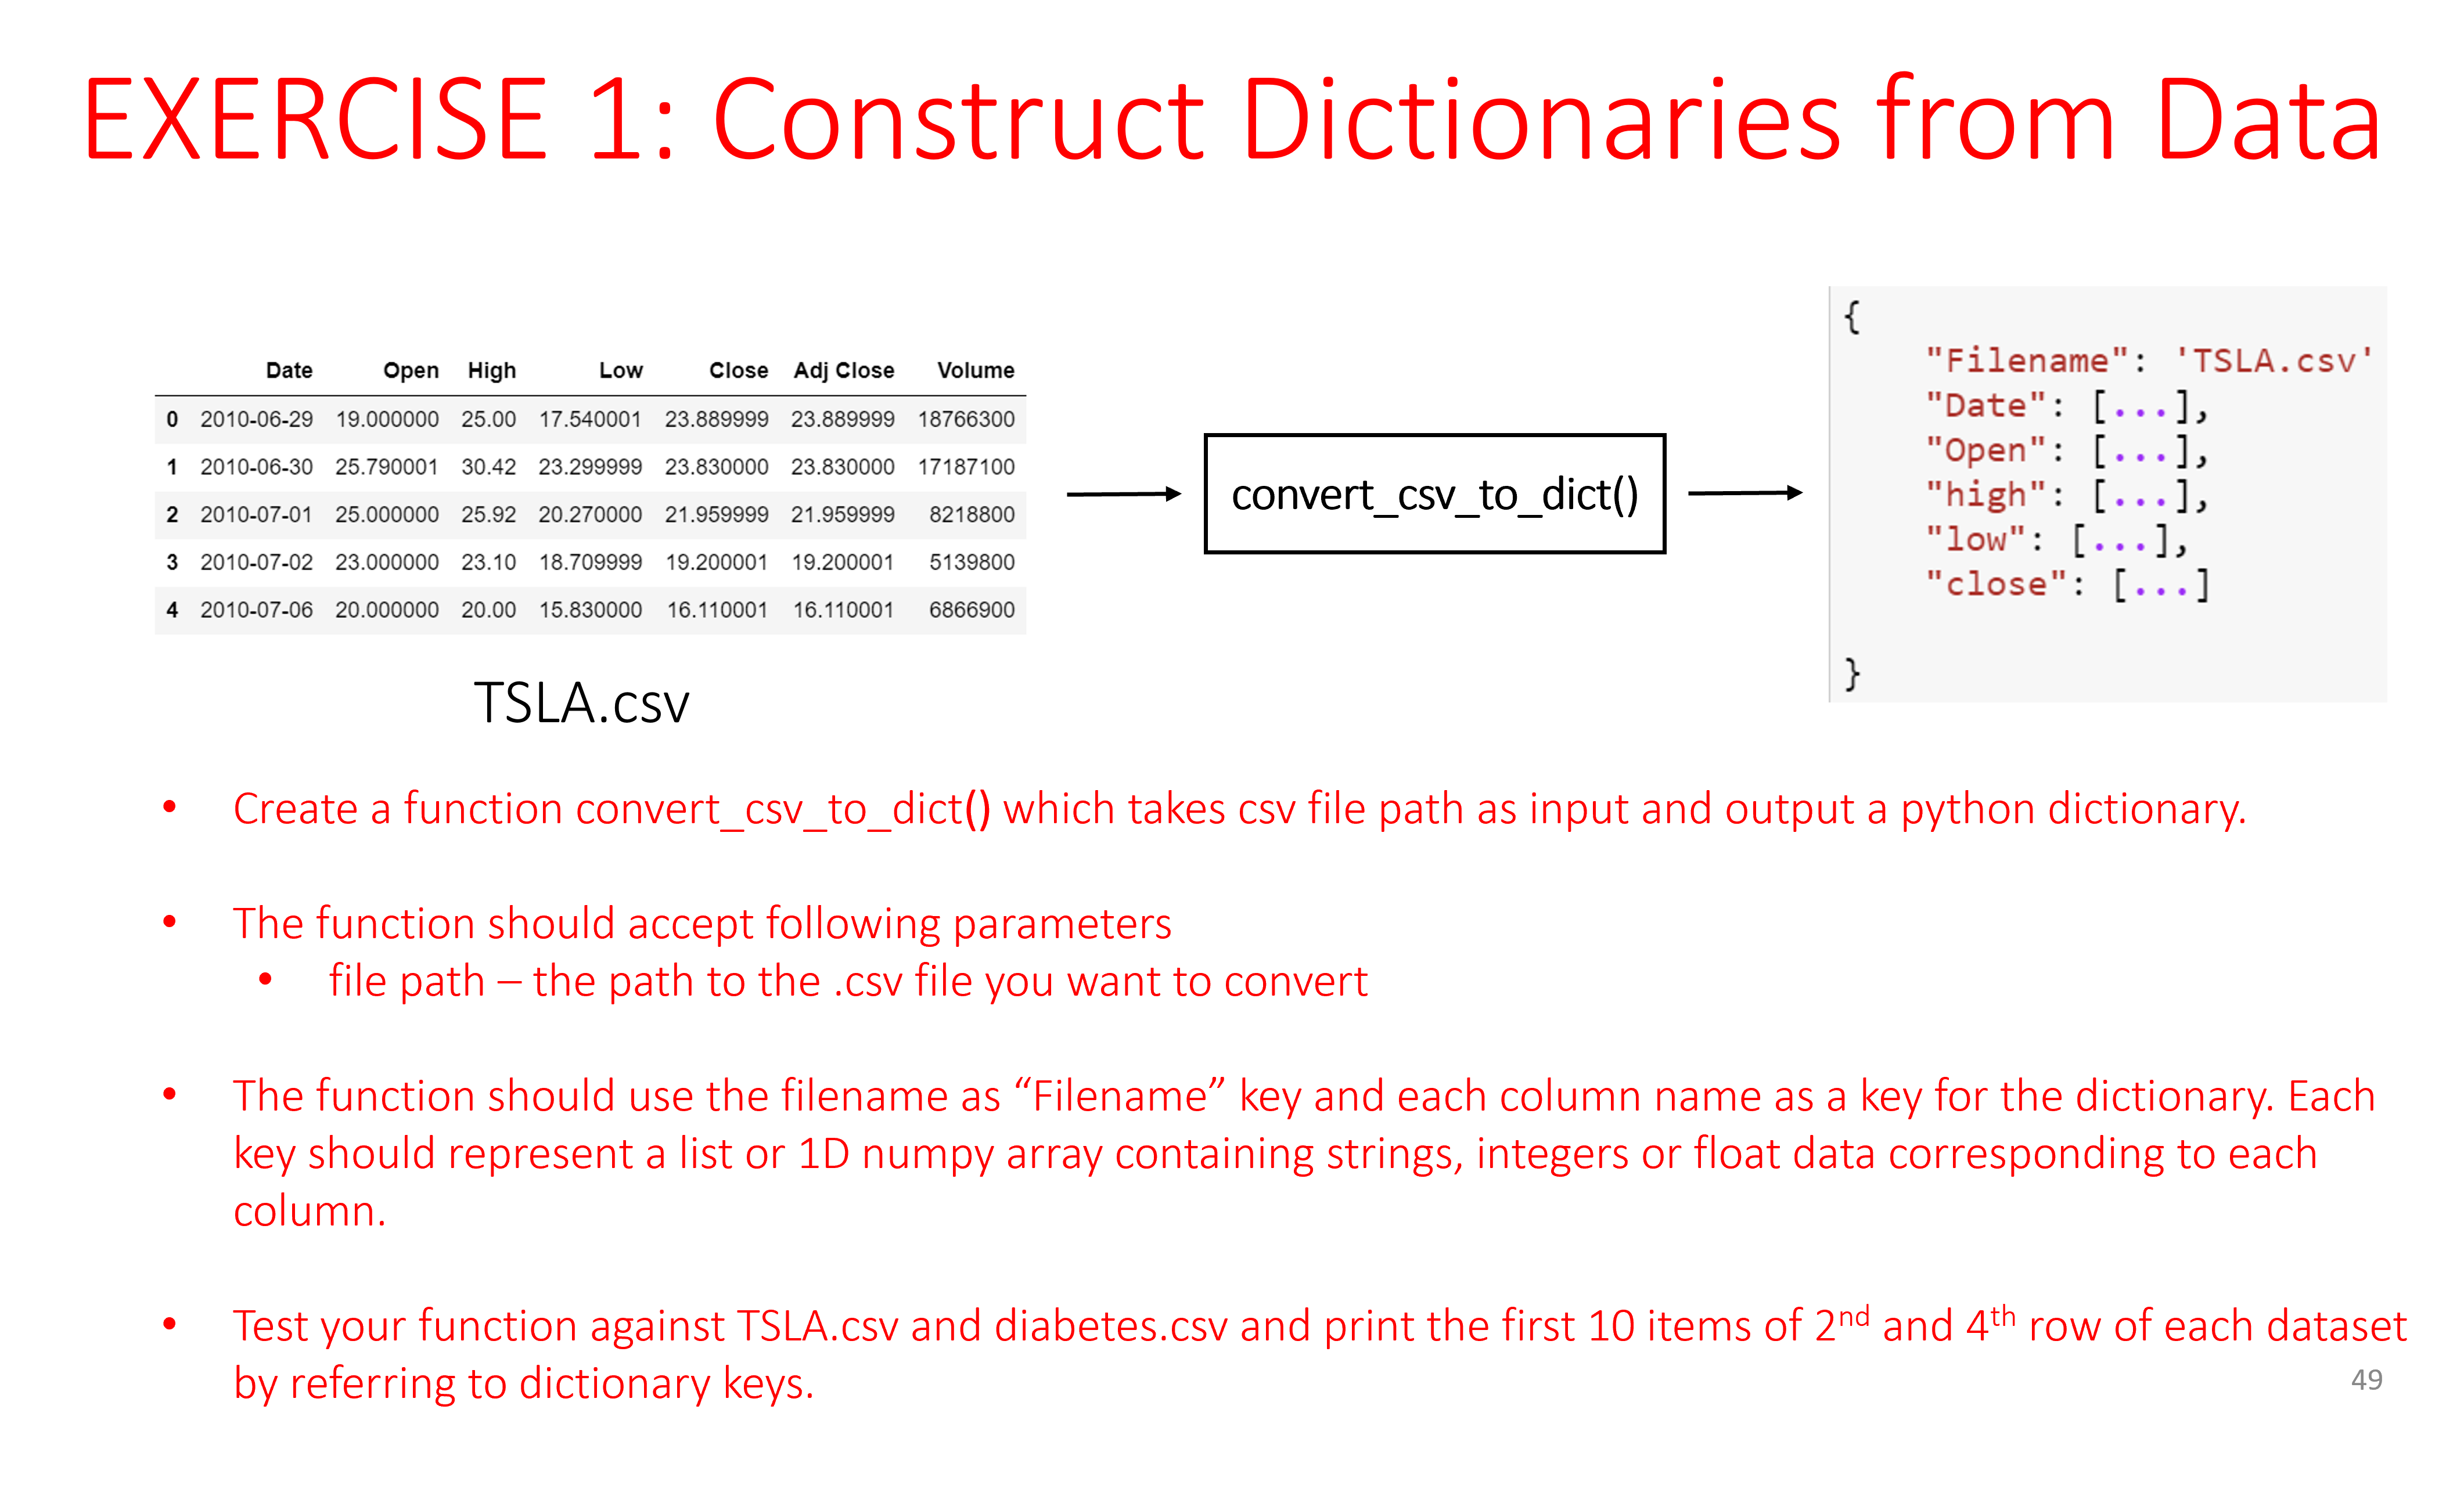 EXERCISE 1: Construct Dictionaries from Data
Date Open High Low Close Adj Close Volume
0 2010-06-29 19.000000 25.00 17.540001 23.889999 23.889999 18766300
1 2010-06-30 25.790001 30.42 23.299999 23.830000 23.830000 17187100
2 2010-07-01 25.000000 25.92 20.270000 21.959999 21.959999 8218800
3 2010-07-02 23.000000 23.10 18.709999 19.200001 19.200001 5139800
4 2010-07-06 20.000000 20.00 15.830000 16.110001 16.110001 6866900
TSLA.csv
convert_csv_to_dict()
{
"Filename": 'TSLA.csv'
"Date": [...],
"Open": [...],
"high": [...],
"low": [...],
"close": [...]
}
• Create a function convert_csv_to_dict() which takes csv file path as input and output a python dictionary.
• The function should accept following parameters
• file path – the path to the .csv file you want to convert
• The function should use the filename as “Filename” key and each column name as a key for the dictionary. Each
key should represent a list or 1D numpy array containing strings, integers or float data corresponding to each
column.
• Test your function against TSLA.csv and diabetes.csv and print the first 10 items of 2nd and 4th row of each dataset
by referring to dictionary keys.
49